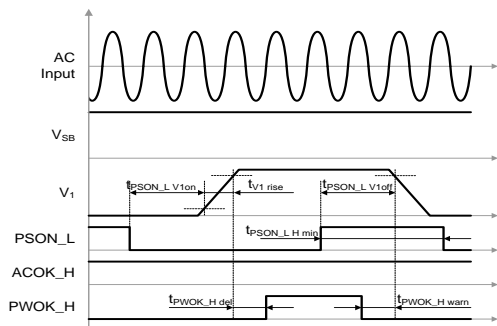 AC
Input
VSB
V1
tPSON_L V1on
tV1 rise
tPSON_L V1off
PSON_L
tPSON_L H min
ACOK_H
PWOK_H
tPWOK_H del
tPWOK_H warn